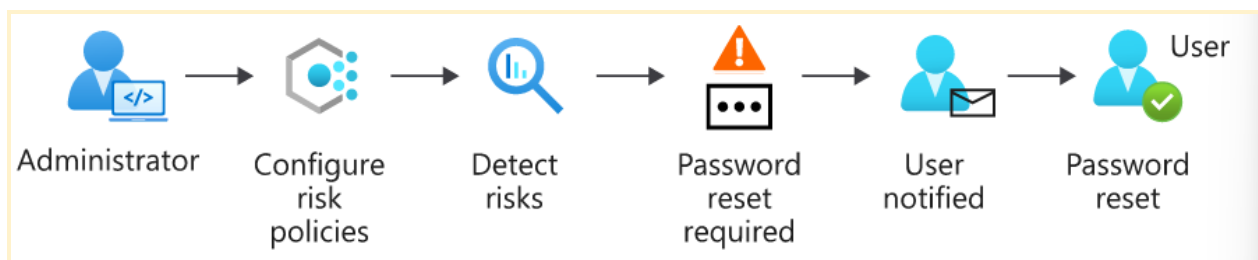 User
</>
Administrator
Configure
risk
policies
Detect
risks
Password
reset
required
User
notified
Password
reset